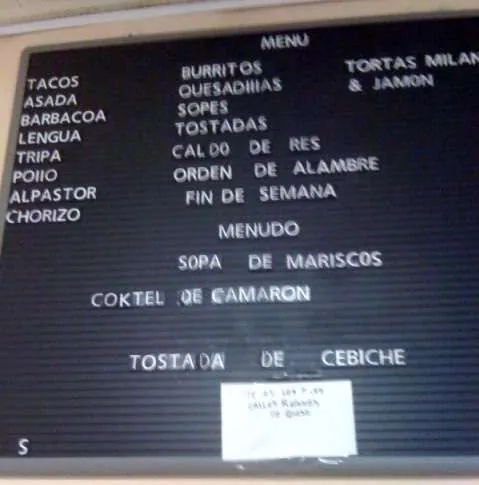 MENU
TACOS
ASADA
BARBACOA
LENGUA
TRIPA
POIIO
ALPASTOR
CHORIZO
BURRITOS
QUESADIIIAS
SOPES
TOSTADAS
CALDO DE RES
ORDEN DE ALAMBRE
FIN DE SEMANA
TORTAS MILAN
& JAMON
MENUDO
SOPA DE MARISCOS
COKTEL DE CAMARON
TOSTADA DE CEBICHE
S